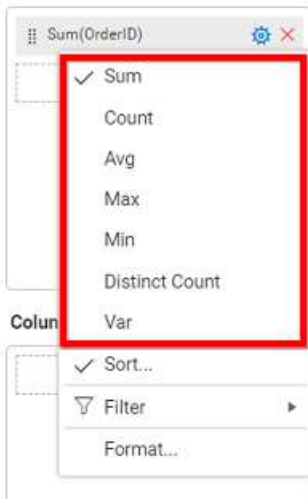 Sum(OrderID)
Sum
Count
Avg
Max
Min
Distinct Count
Colun
Var
Sort...
Filter
Format...